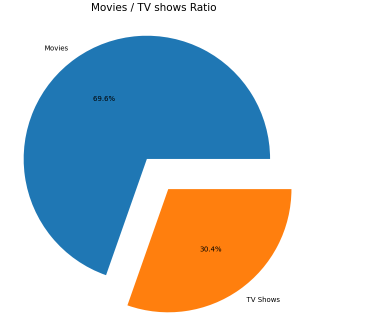 Movies / TV shows Ratio
Movies
69.6%
30.4%
TV Shows